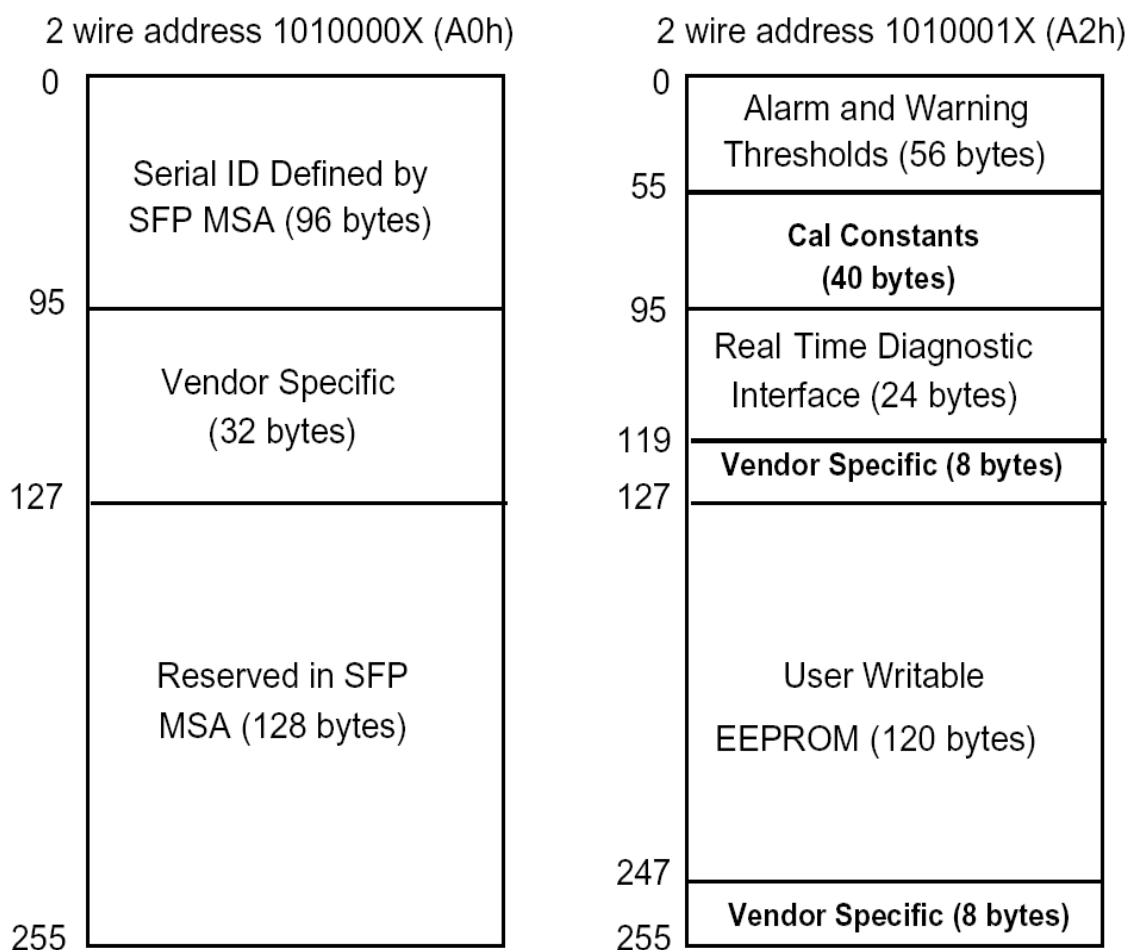 2 wire address 1010000X (A0h)
0
Serial ID Defined by
SFP MSA (96 bytes)
95
Vendor Specific
(32 bytes)
127
Reserved in SFP
MSA (128 bytes)
255
2 wire address 1010001X (A2h)
0
Alarm and Warning
Thresholds (56 bytes)
55
Cal Constants
(40 bytes)
95
Real Time Diagnostic
Interface (24 bytes)
119
Vendor Specific (8 bytes)
127
User Writable
EEPROM (120 bytes)
247
Vendor Specific (8 bytes)
255